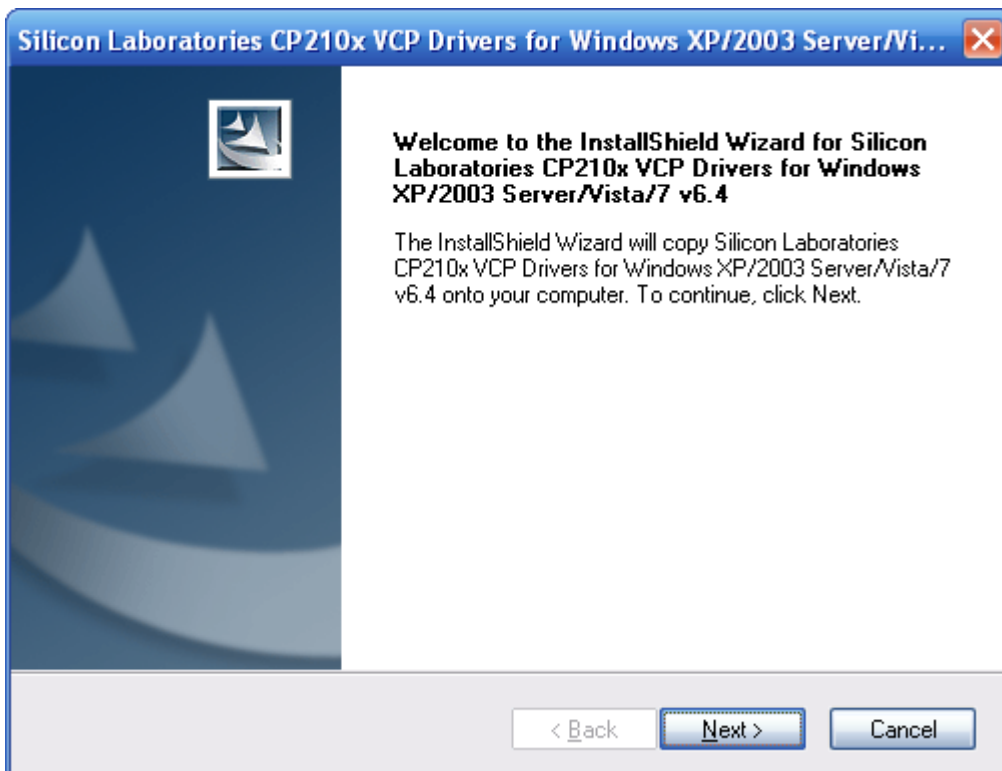 Silicon Laboratories CP210x VCP Drivers for Windows XP/2003 Server/Vi...
Welcome to the InstallShield Wizard for Silicon
Laboratories CP210x VCP Drivers for Windows
XP/2003 Server/Vista/7 v6.4
The InstallShield Wizard will copy Silicon Laboratories
CP210x VCP Drivers for Windows XP/2003 Server/Vista/7
v6.4 onto your computer. To continue, click Next.
< Back Next > Cancel